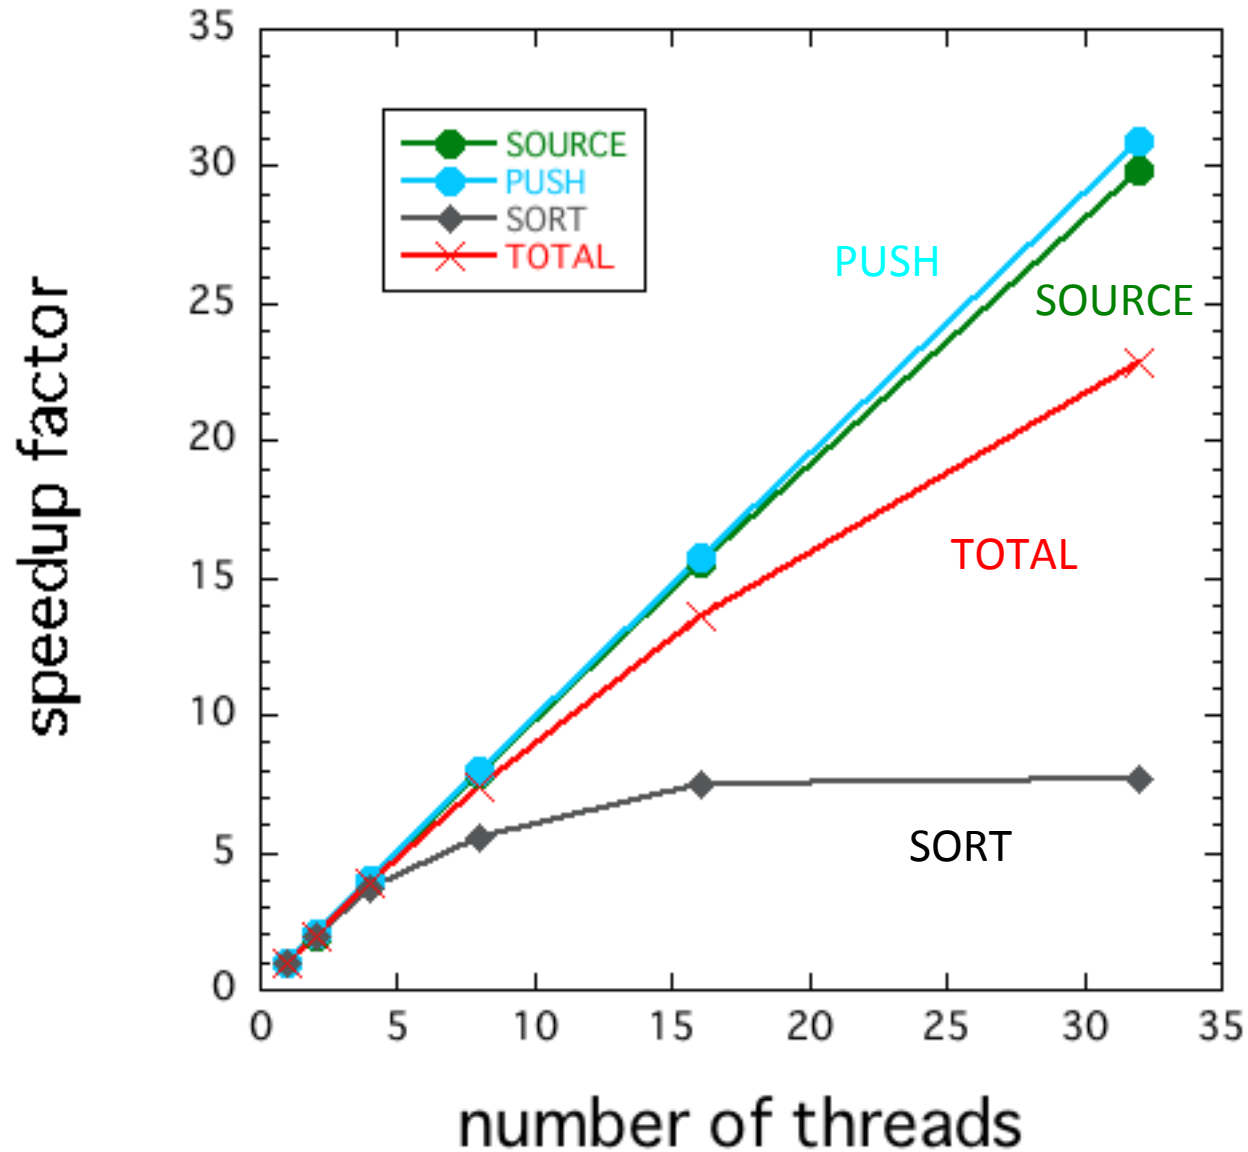 35
30
25
20
15
10
5
0
0 5 10 15 20 25 30 35
speedup factor
number of threads
SOURCE
PUSH
SORT
TOTAL
PUSH
SOURCE
TOTAL
SORT